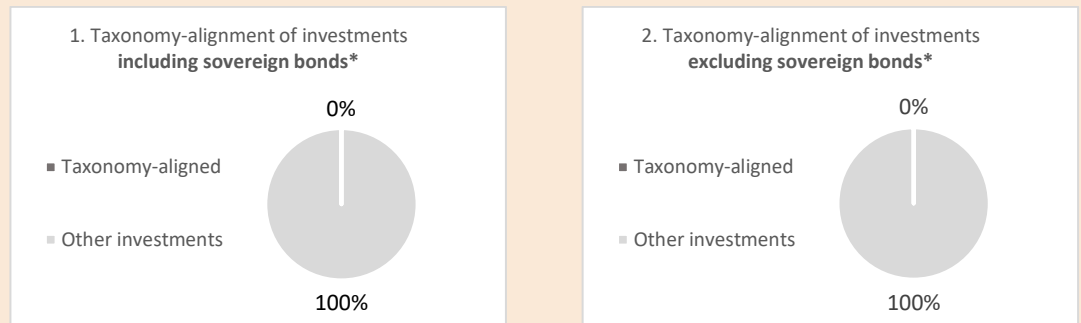 1. Taxonomy-alignment of investments
including sovereign bonds*
0%
Taxonomy-aligned
Other investments
100%
2. Taxonomy-alignment of investments
excluding sovereign bonds*
0%
Taxonomy-aligned
Other investments
100%